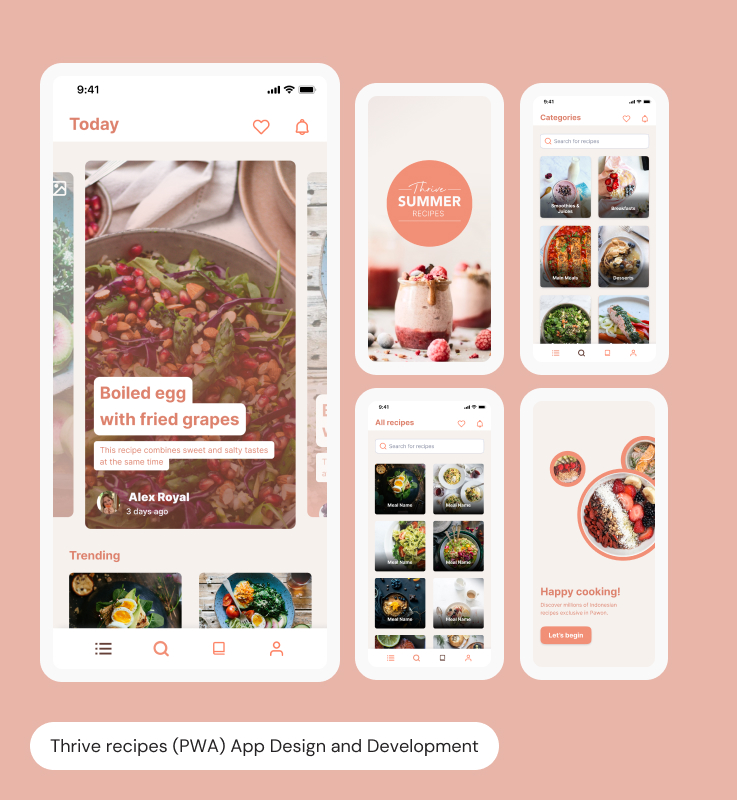 9:41
Today
Boiled egg
with fried grapes
This recipe combines sweet and salty tastes
at the same time
Alex Royal
3 days ago
Trending
Thrive
SUMMER
RECIPES
9:41
Categories
Search for recipes
Smoothies &
Juices
Breakfasts
Main Meals
Desserts
9:41
All recipes
Search for recipes
Meal Name
Meal Name
Meal Name
Meal Name
Meal Name
Meal Name
Happy cooking!
Discover millions of Indonesian
recipes exclusive in Pawon.
Let's begin
Thrive recipes (PWA) App Design and Development